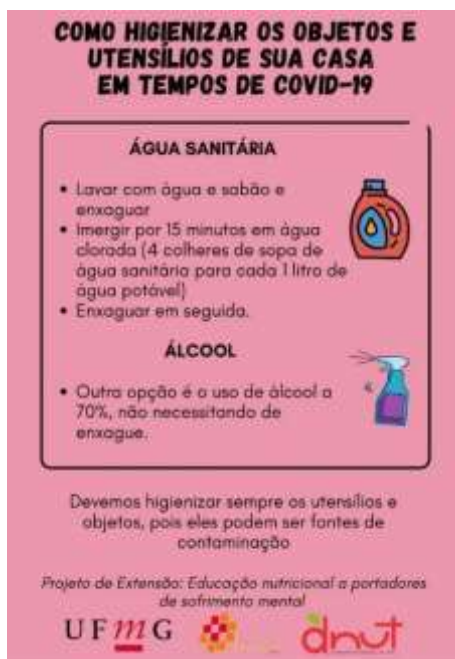 COMO HIGIENIZAR OS OBJETOS E
UTENSÍLIOS DE SUA CASA
EM TEMPOS DE COVID-19
ÁGUA SANITÁRIA
• Lavar com água e sabão e
enxaguar
• Imergir por 15 minutos em água
clorada (4 colheres de sopa de
água sanitária para cada 1 litro de
água potável)
• Enxaguar em seguida.
ÁLCOOL
• Outra opção é o uso de álcool a
70%, não necessitando de
enxague.
Devemos higienizar sempre os utensílios e
objetos, pois eles podem ser fontes de
contaminação
Projeto de Extensão: Educação nutricional a portadores
de sofrimento mental
UFMG
dnut